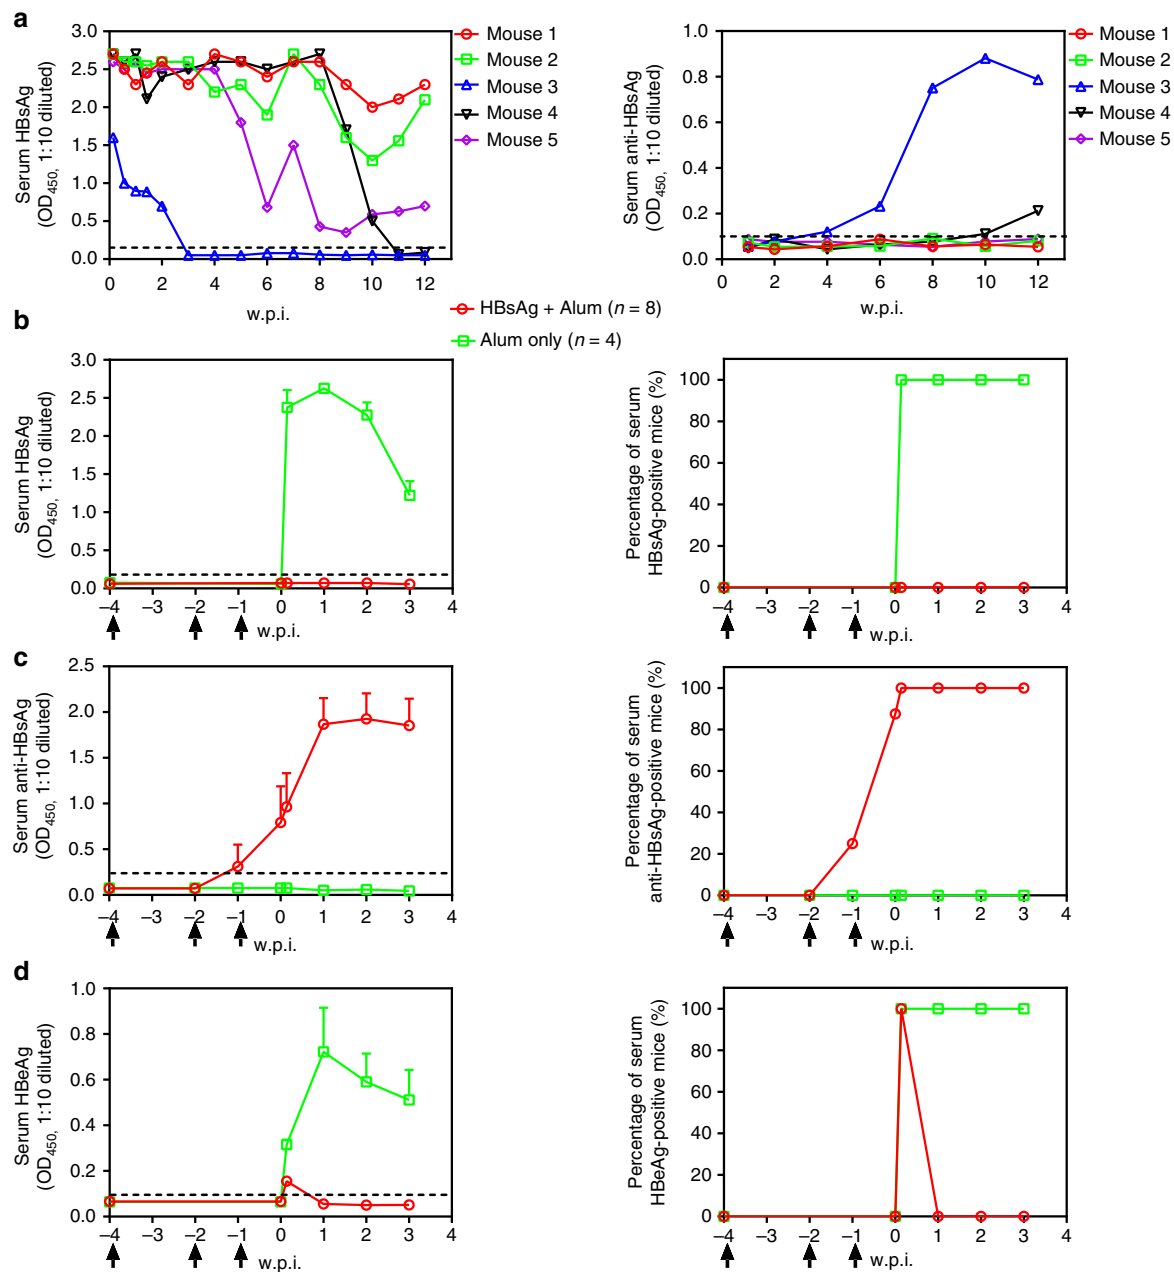 a
Serum HBsAg
(OD450, 1:10 diluted)
3.0
2.5
2.0
1.5
1.0
0.5
0.0
0 2 4 6 8 10 12
w.p.i.
Mouse 1
Mouse 2
Mouse 3
Mouse 4
Mouse 5
Serum anti-HBsAg
(OD450, 1:10 diluted)
1.0
0.8
0.6
0.4
0.2
0.0
0 2 4 6 8 10 12
w.p.i.
Mouse 1
Mouse 2
Mouse 3
Mouse 4
Mouse 5
HBsAg + Alum (n = 8)
Alum only (n = 4)
b
Serum HBsAg
(OD450, 1:10 diluted)
3.0
2.5
2.0
1.5
1.0
0.5
0.0
−4 −3 −2 −1 0 1 2 3 4
w.p.i.
Percentage of serum
HBsAg-positive mice (%)
100
80
60
40
20
0
−4 −3 −2 −1 0 1 2 3 4
w.p.i.
c
Serum anti-HBsAg
(OD450, 1:10 diluted)
2.5
2.0
1.5
1.0
0.5
0.0
−4 −3 −2 −1 0 1 2 3 4
w.p.i.
Percentage of serum
anti-HBsAg-positive mice (%)
100
80
60
40
20
0
−4 −3 −2 −1 0 1 2 3 4
w.p.i.
d
Serum HBeAg
(OD450, 1:10 diluted)
1.0
0.8
0.6
0.4
0.2
0.0
−4 −3 −2 −1 0 1 2 3 4
w.p.i.
Percentage of serum
HBeAg-positive mice (%)
100
80
60
40
20
0
−4 −3 −2 −1 0 1 2 3 4
w.p.i.